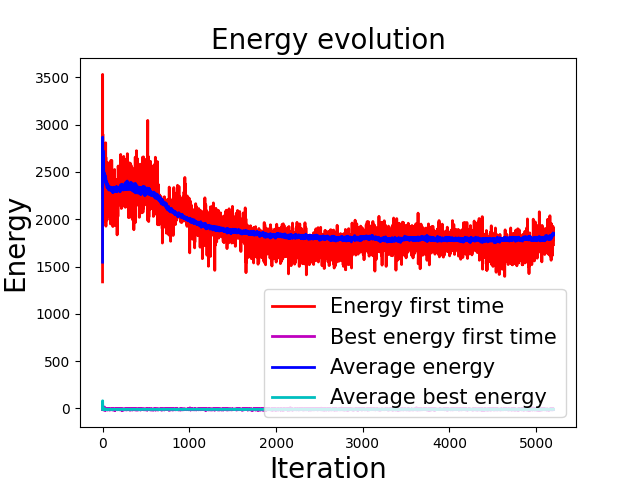 Energy evolution
3500
3000
2500
2000
1500
1000
500
0
Energy
Energy first time
Best energy first time
Average energy
Average best energy
0 1000 2000 3000 4000 5000
Iteration